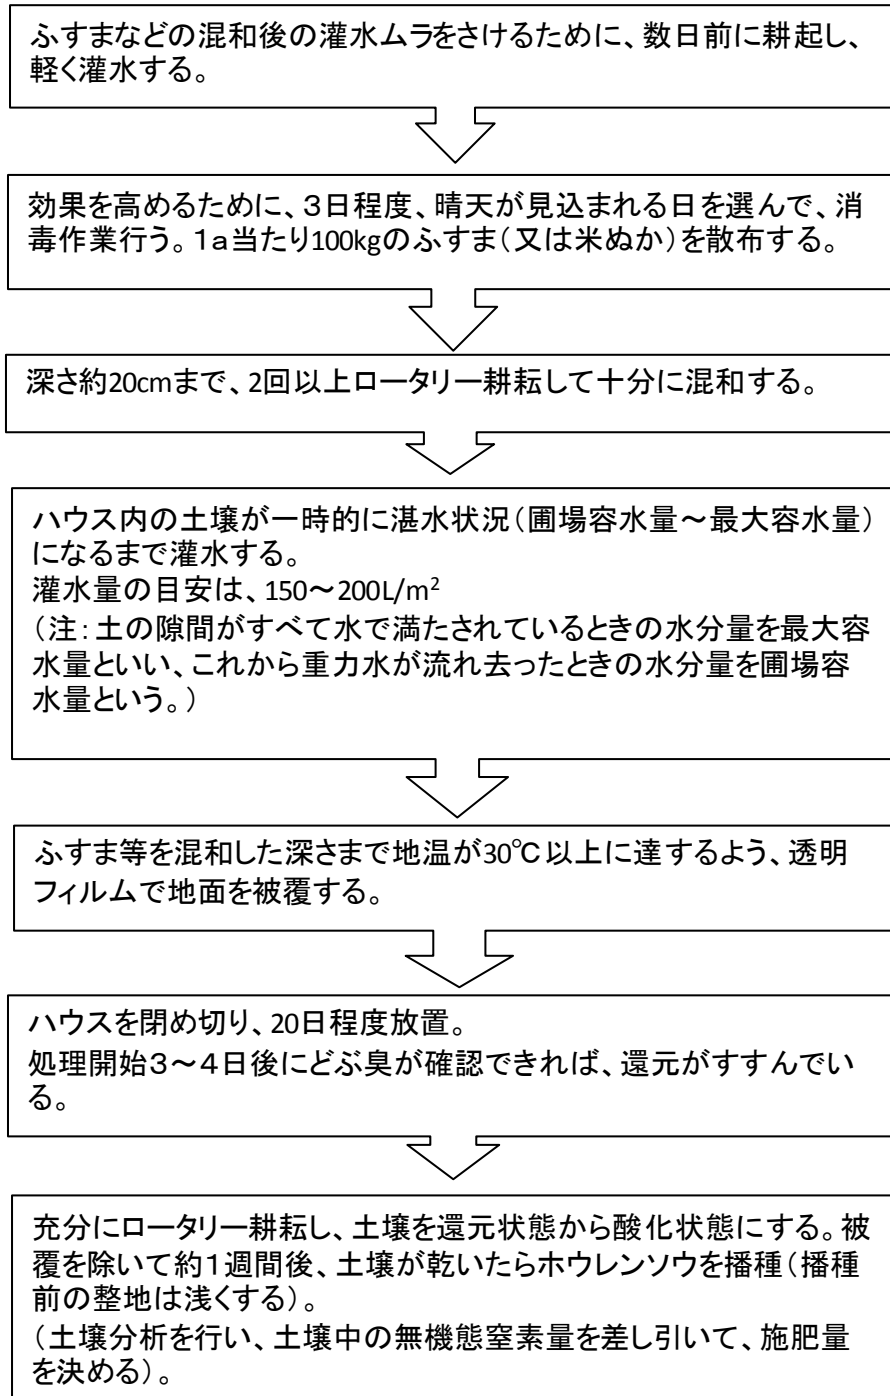 ふすまなどの混和後の灌水ムラをさけるために、数日前に耕起し、
軽く灌水する。
効果を高めるために、３日程度、晴天が見込まれる日を選んで、消
毒作業行う。１ａ当たり100kgのふすま（又は米ぬか）を散布する。
深さ約20cmまで、2回以上ロータリー耕耘して十分に混和する。
ハウス内の土壌が一時的に湛水状況（圃場容水量～最大容水量）
になるまで灌水する。
灌水量の目安は、150～200L/m²
（注：土の隙間がすべて水で満たされているときの水分量を最大容
水量といい、これから重力水が流れ去ったときの水分量を圃場容
水量という。）
ふすま等を混和した深さまで地温が30℃以上に達するよう、透明
フィルムで地面を被覆する。
ハウスを閉め切り、20日程度放置。
処理開始３～４日後にどぶ臭が確認できれば、還元がすすんでい
る。
充分にロータリー耕耘し、土壌を還元状態から酸化状態にする。被
覆を除いて約１週間後、土壌が乾いたらホウレンソウを播種（播種
前の整地は浅くする）。
（土壌分析を行い、土壌中の無機態窒素量を差し引いて、施肥量
を決める）。